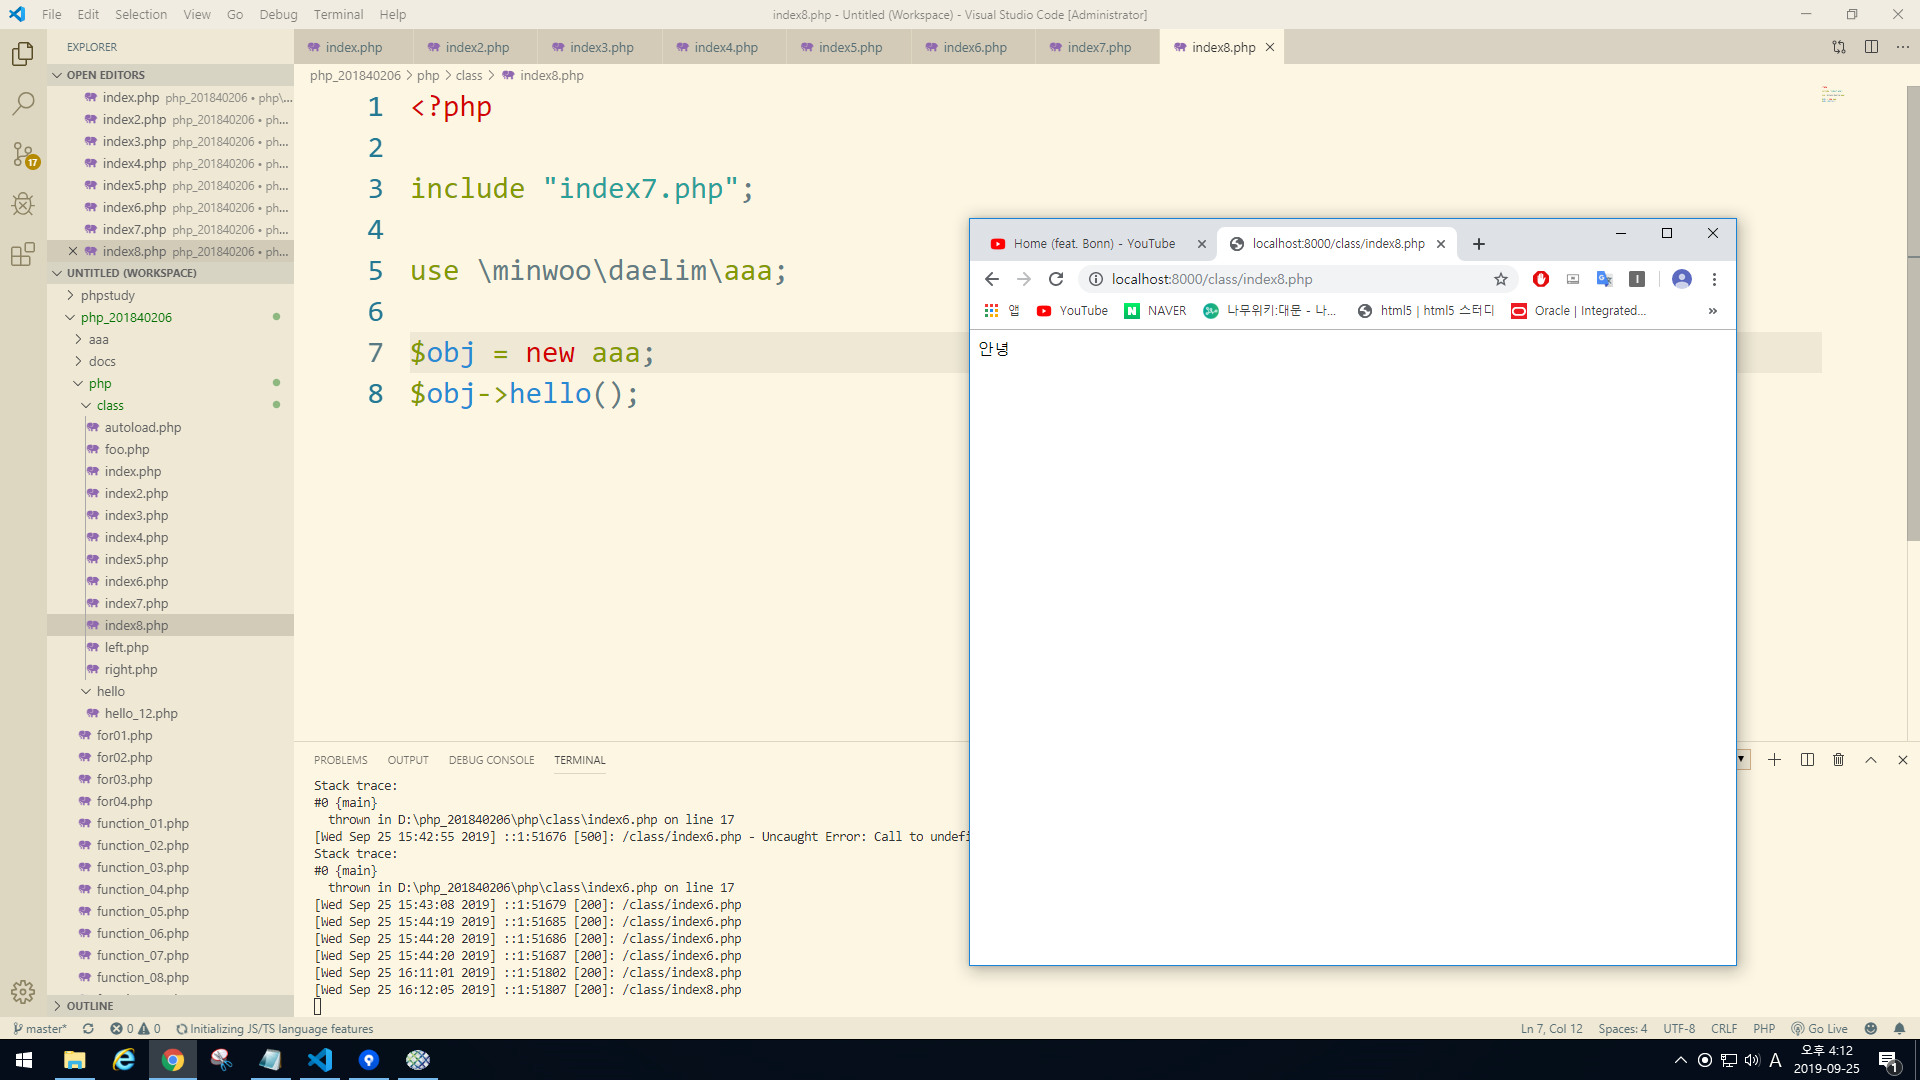 File Edit Selection View Go Debug Terminal Help
index8.php - Untitled (Workspace) - Visual Studio Code [Administrator]
EXPLORER
OPEN EDITORS
index.php php_201840206 • php\...
index2.php php_201840206 • ph...
index3.php php_201840206 • ph...
index4.php php_201840206 • ph...
index5.php php_201840206 • ph...
index6.php php_201840206 • ph...
index7.php php_201840206 • ph...
index8.php php_201840206 • ph...
17
UNTITLED (WORKSPACE)
phpstudy
php_201840206
aaa
docs
php
class
autoload.php
foo.php
index.php
index2.php
index3.php
index4.php
index5.php
index6.php
index7.php
index8.php
left.php
right.php
hello
hello_12.php
for01.php
for02.php
for03.php
for04.php
function_01.php
function_02.php
function_03.php
function_04.php
function_05.php
function_06.php
function_07.php
function_08.php
OUTLINE
index.php index2.php index3.php index4.php index5.php index6.php index7.php index8.php
php_201840206 > php > class > index8.php
1 <?php
2
3 include "index7.php";
4
5 use \minwoo\daelim\aaa;
6
7 $obj = new aaa;
8 $obj->hello();
Home (feat. Bonn) - YouTube
localhost:8000/class/index8.php
localhost:8000/class/index8.php
앱 YouTube NAVER 나무위키:대문 - 나... html5 | html5 스터디 Oracle | Integrated... »
안녕
PROBLEMS OUTPUT DEBUG CONSOLE TERMINAL
Stack trace:
#0 {main}
thrown in D:\php_201840206\php\class\index6.php on line 17
[Wed Sep 25 15:42:55 2019] ::1:51676 [500]: /class/index6.php - Uncaught Error: Call to undefi
Stack trace:
#0 {main}
thrown in D:\php_201840206\php\class\index6.php on line 17
[Wed Sep 25 15:43:08 2019] ::1:51679 [200]: /class/index6.php
[Wed Sep 25 15:44:19 2019] ::1:51685 [200]: /class/index6.php
[Wed Sep 25 15:44:20 2019] ::1:51686 [200]: /class/index6.php
[Wed Sep 25 15:44:20 2019] ::1:51687 [200]: /class/index6.php
[Wed Sep 25 16:11:01 2019] ::1:51802 [200]: /class/index8.php
[Wed Sep 25 16:12:05 2019] ::1:51807 [200]: /class/index8.php
master* 0 0 Initializing JS/TS language features
Ln 7, Col 12 Spaces: 4 UTF-8 CRLF PHP Go Live
A
오후 4:12
2019-09-25
1